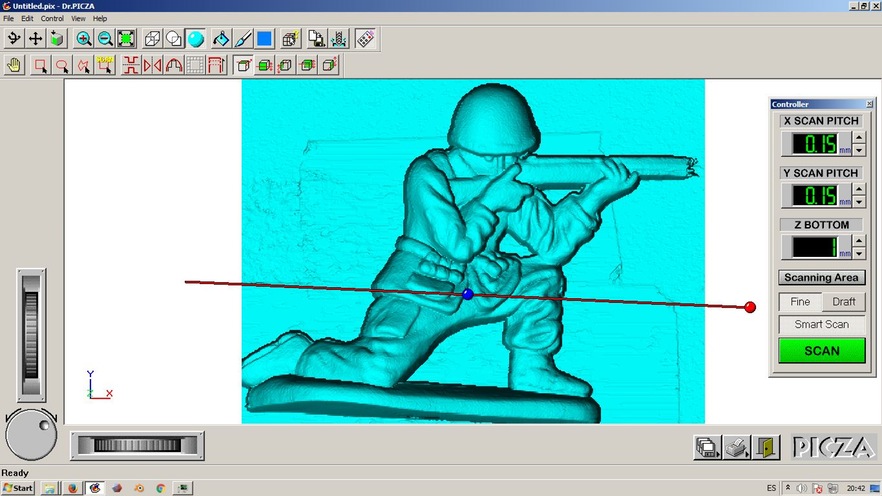 Untitled.pix - Dr.PICZA
File Edit Control View Help
Controller
X SCAN PITCH
0.15 mm
Y SCAN PITCH
0.15 mm
Z BOTTOM
1 mm
Scanning Area
Fine Draft
Smart Scan
SCAN
Y
Z X
PICZA
Ready
Start
ES 20:42